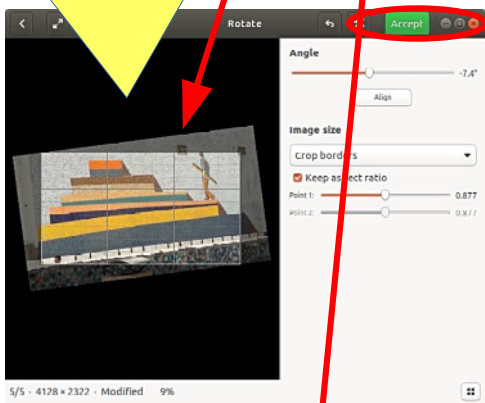 Rotate
Accept
Angle
-7.4°
Align
Image size
Crop borders
Keep aspect ratio
Point 1: 0.877
Point 2: 0.877
5/5 · 4128 × 2322 · Modified 9%